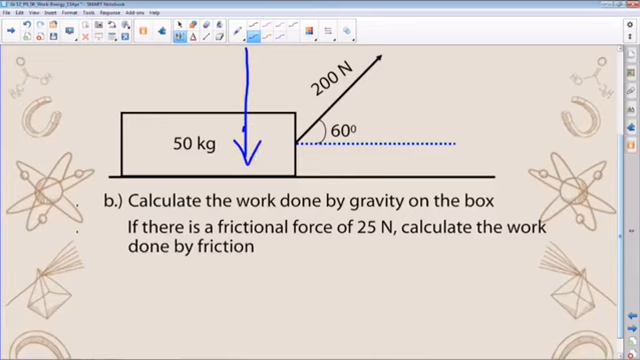 File Edit View Insert Format Tools Add-ons Response Help
200 N
60⁰
50 kg
b.) Calculate the work done by gravity on the box
If there is a frictional force of 25 N, calculate the work
done by friction